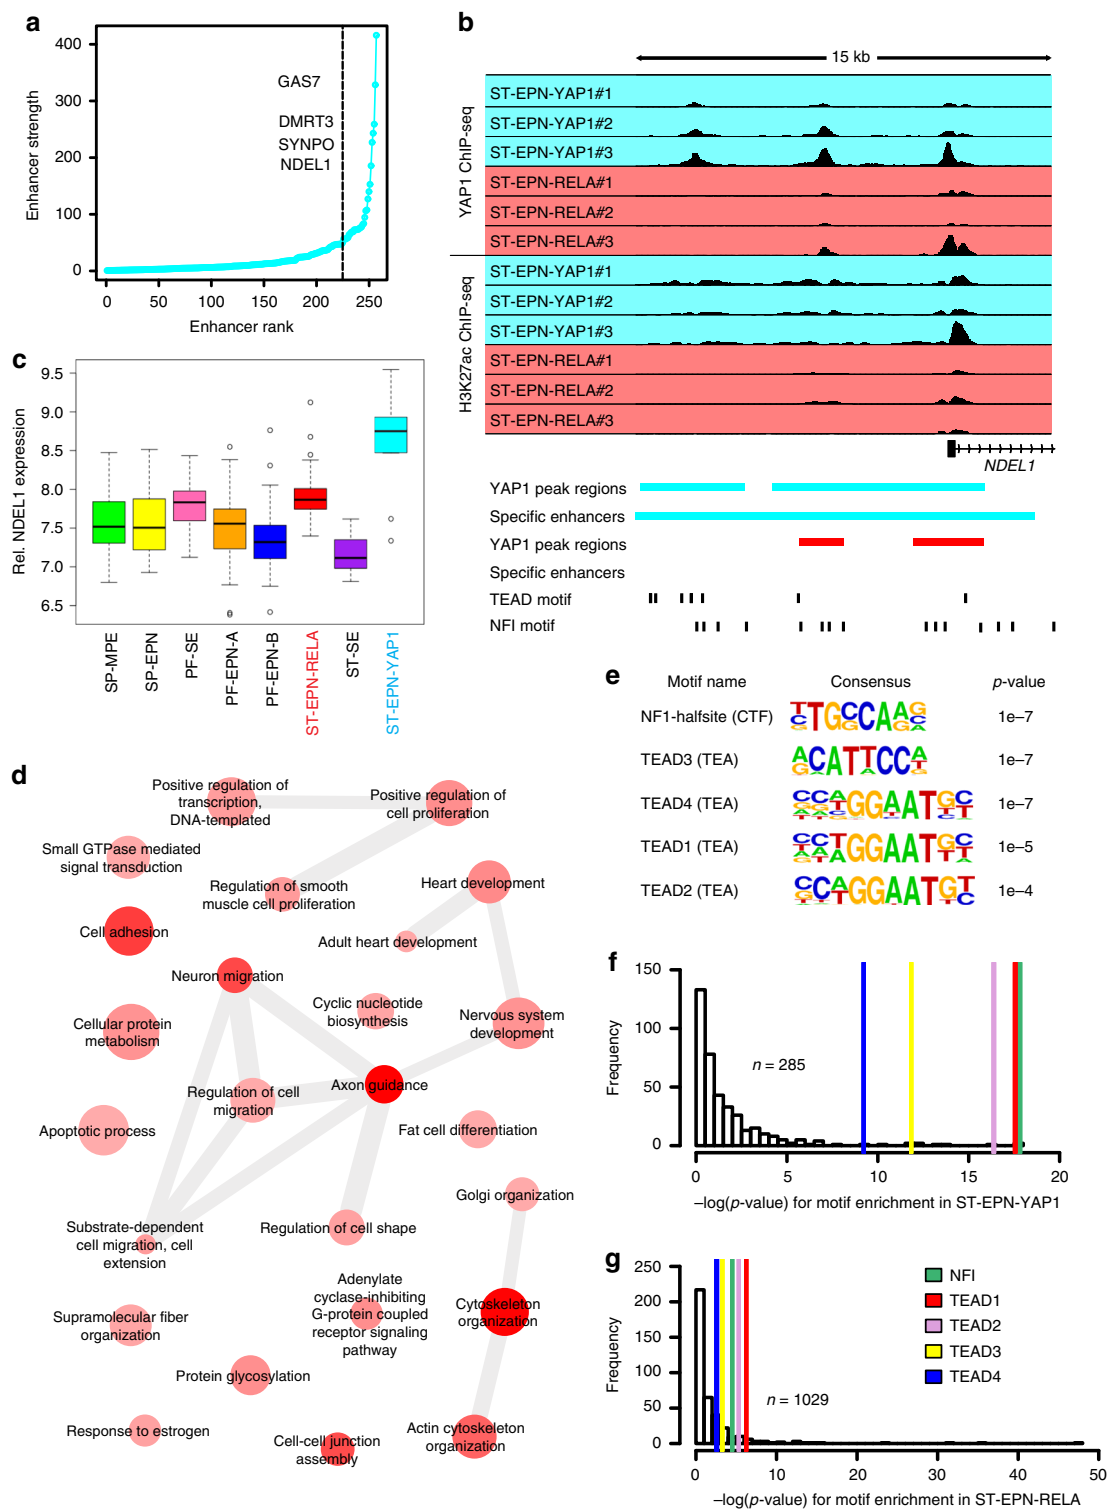 a
Enhancer strength
400
300
200
100
0
GAS7
DMRT3
SYNPO
NDEL1
0
50
100
150
200
250
Enhancer rank
b
15 kb
YAP1 ChIP-seq
ST-EPN-YAP1#1
ST-EPN-YAP1#2
ST-EPN-YAP1#3
ST-EPN-RELA#1
ST-EPN-RELA#2
ST-EPN-RELA#3
H3K27ac ChIP-seq
ST-EPN-YAP1#1
ST-EPN-YAP1#2
ST-EPN-YAP1#3
ST-EPN-RELA#1
ST-EPN-RELA#2
ST-EPN-RELA#3
NDEL1
YAP1 peak regions
Specific enhancers
YAP1 peak regions
Specific enhancers
TEAD motif
NFI motif
c
Rel. NDEL1 expression
9.5
9.0
8.5
8.0
7.5
7.0
6.5
SP-MPE
SP-EPN
PF-SE
PF-EPN-A
PF-EPN-B
ST-EPN-RELA
ST-SE
ST-EPN-YAP1
d
Positive regulation of
transcription,
DNA-templated
Positive regulation of
cell proliferation
Small GTPase mediated
signal transduction
Regulation of smooth
muscle cell proliferation
Heart development
Cell adhesion
Adult heart development
Neuron migration
Cyclic nucleotide
biosynthesis
Cellular protein
metabolism
Nervous system
development
Regulation of cell
migration
Axon guidance
Apoptotic process
Fat cell differentiation
Golgi organization
Substrate-dependent
cell migration, cell
extension
Regulation of cell shape
Adenylate
cyclase-inhibiting
G-protein coupled
receptor signaling
pathway
Cytoskeleton
organization
Supramolecular fiber
organization
Protein glycosylation
Response to estrogen
Cell-cell junction
assembly
Actin cytoskeleton
organization
e
Motif name Consensus p-value
NF1-halfsite (CTF) 1e–7
TEAD3 (TEA) 1e–7
TEAD4 (TEA) 1e–7
TEAD1 (TEA) 1e–5
TEAD2 (TEA) 1e–4
f
Frequency
150
100
50
0
n = 285
0
5
10
15
20
–log(p-value) for motif enrichment in ST-EPN-YAP1
g
Frequency
250
200
150
100
50
0
n = 1029
NFI
TEAD1
TEAD2
TEAD3
TEAD4
0
10
20
30
40
50
–log(p-value) for motif enrichment in ST-EPN-RELA